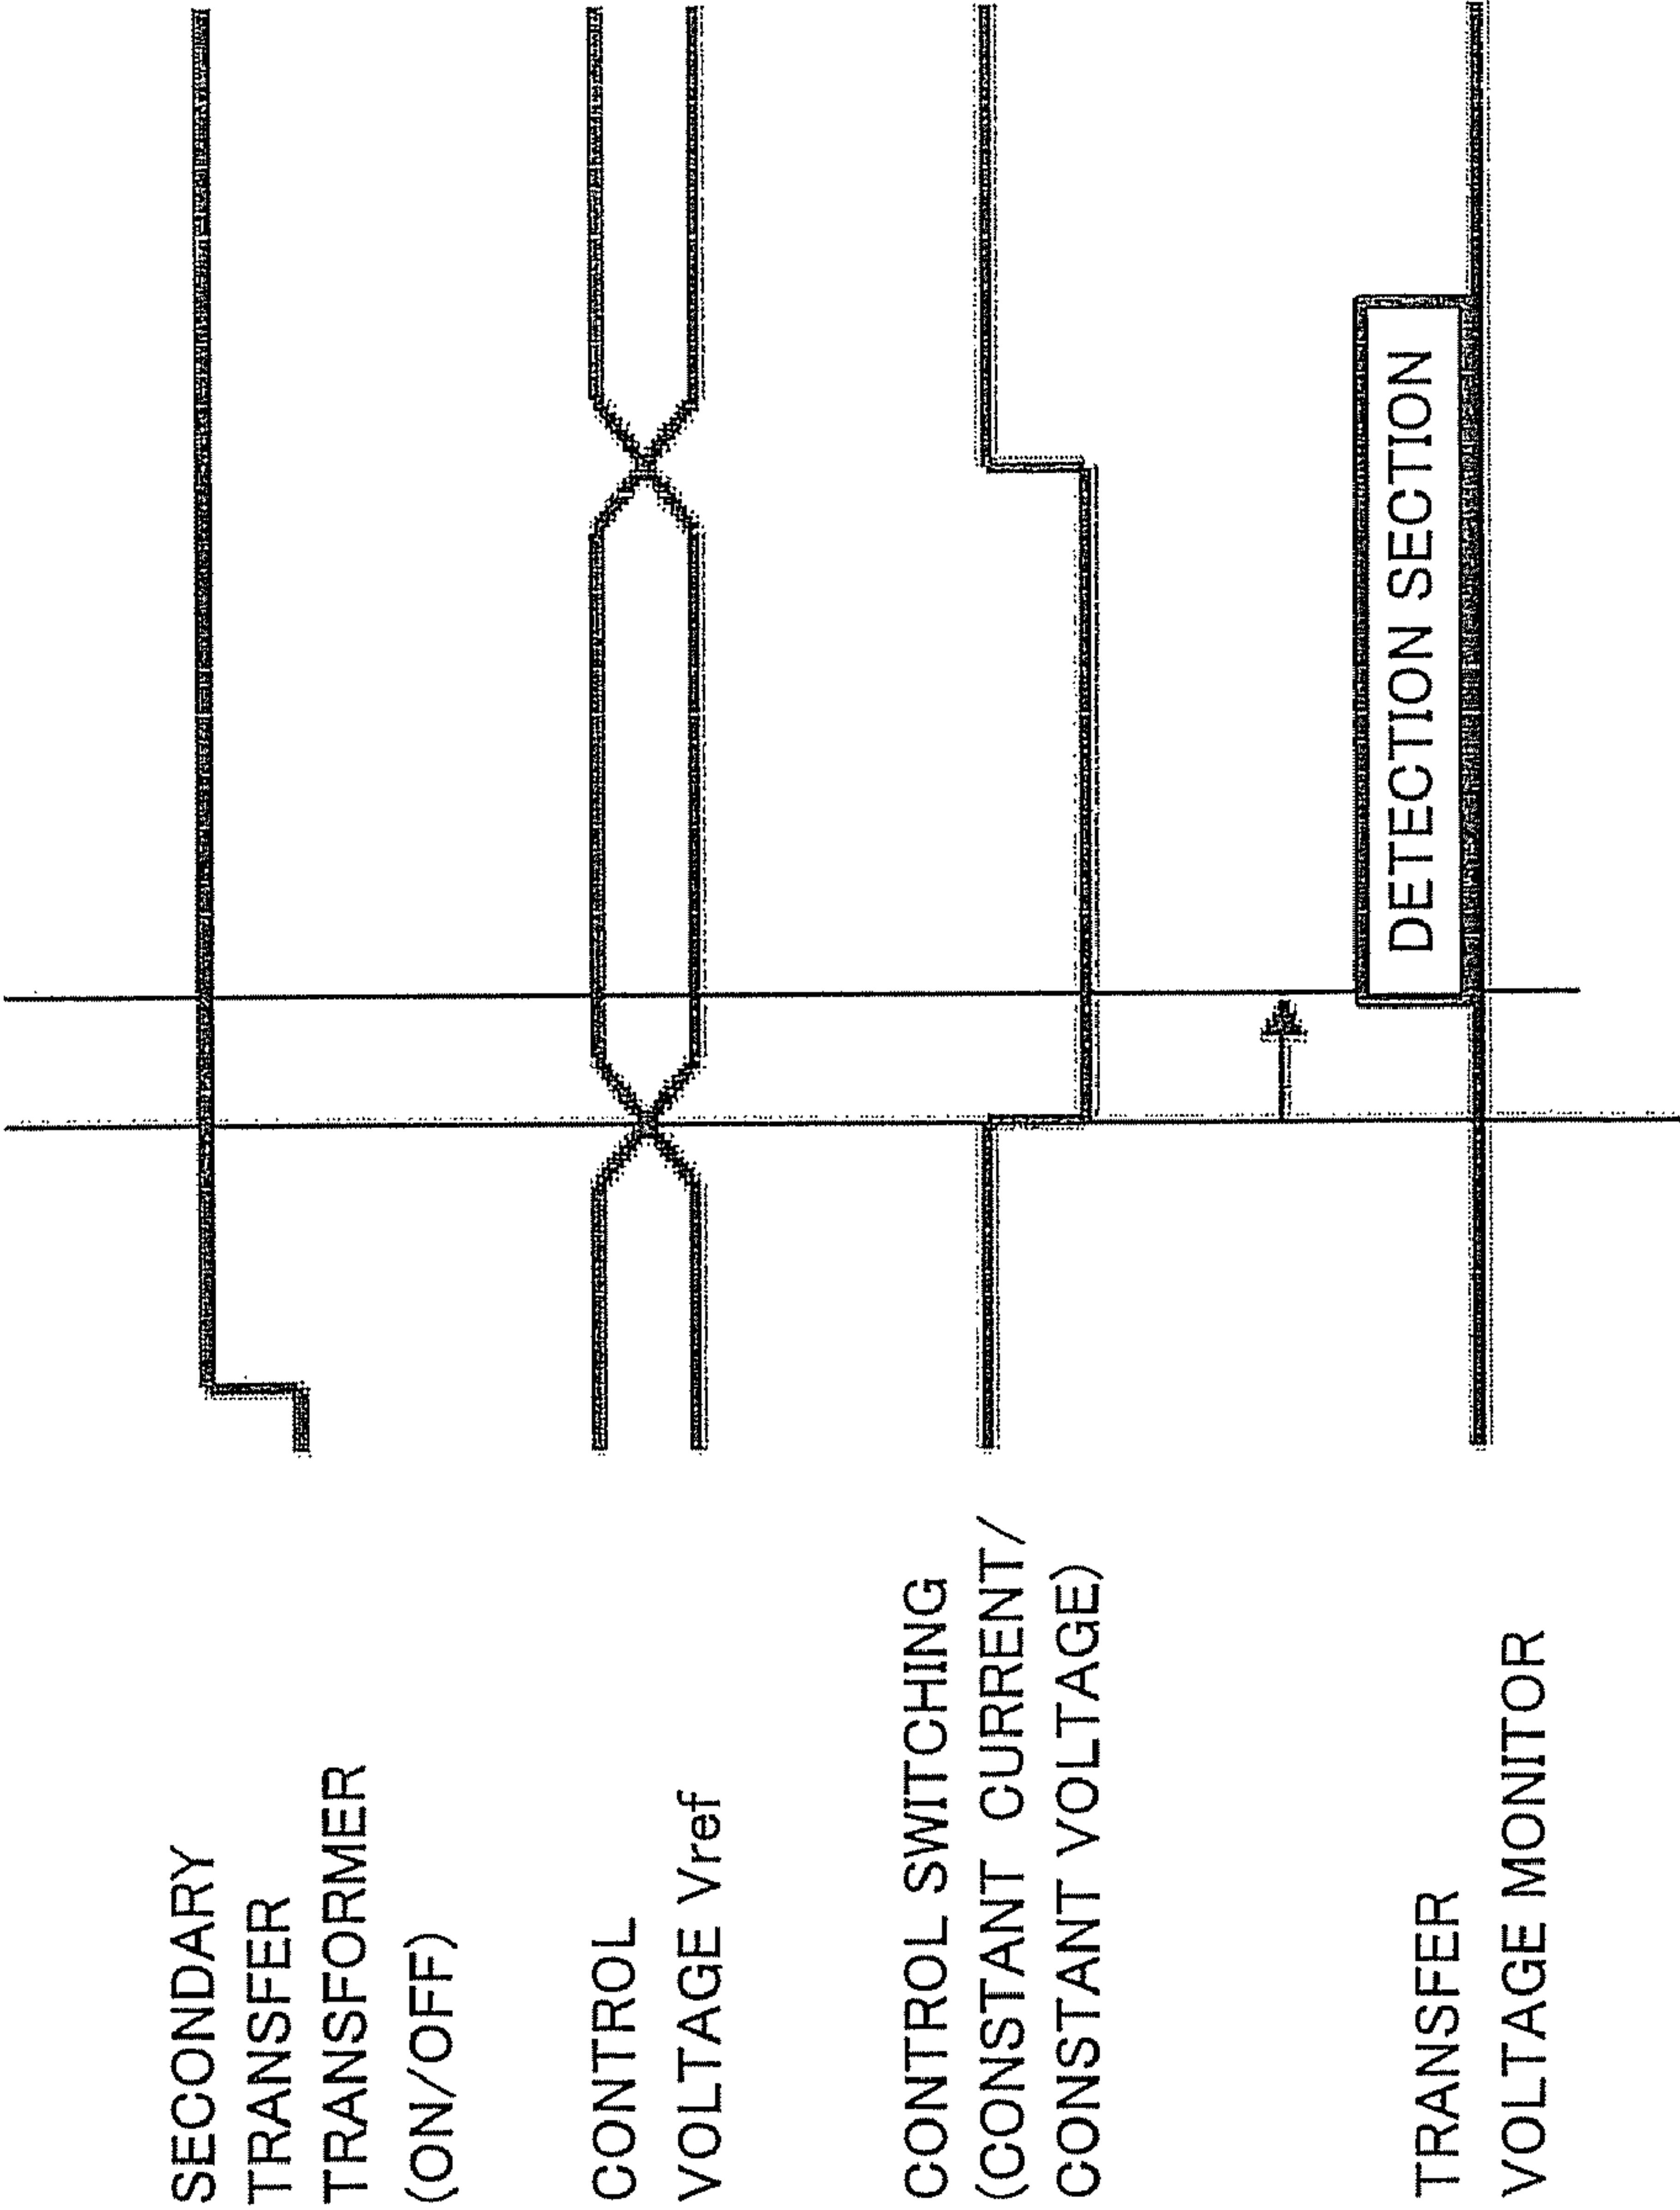 SECONDARY
TRANSFER
TRANSFORMER
(ON/OFF)
CONTROL
VOLTAGE Vref
CONTROL SWITCHING
(CONSTANT CURRENT/
CONSTANT VOLTAGE)
TRANSFER
VOLTAGE MONITOR
DETECTION SECTION